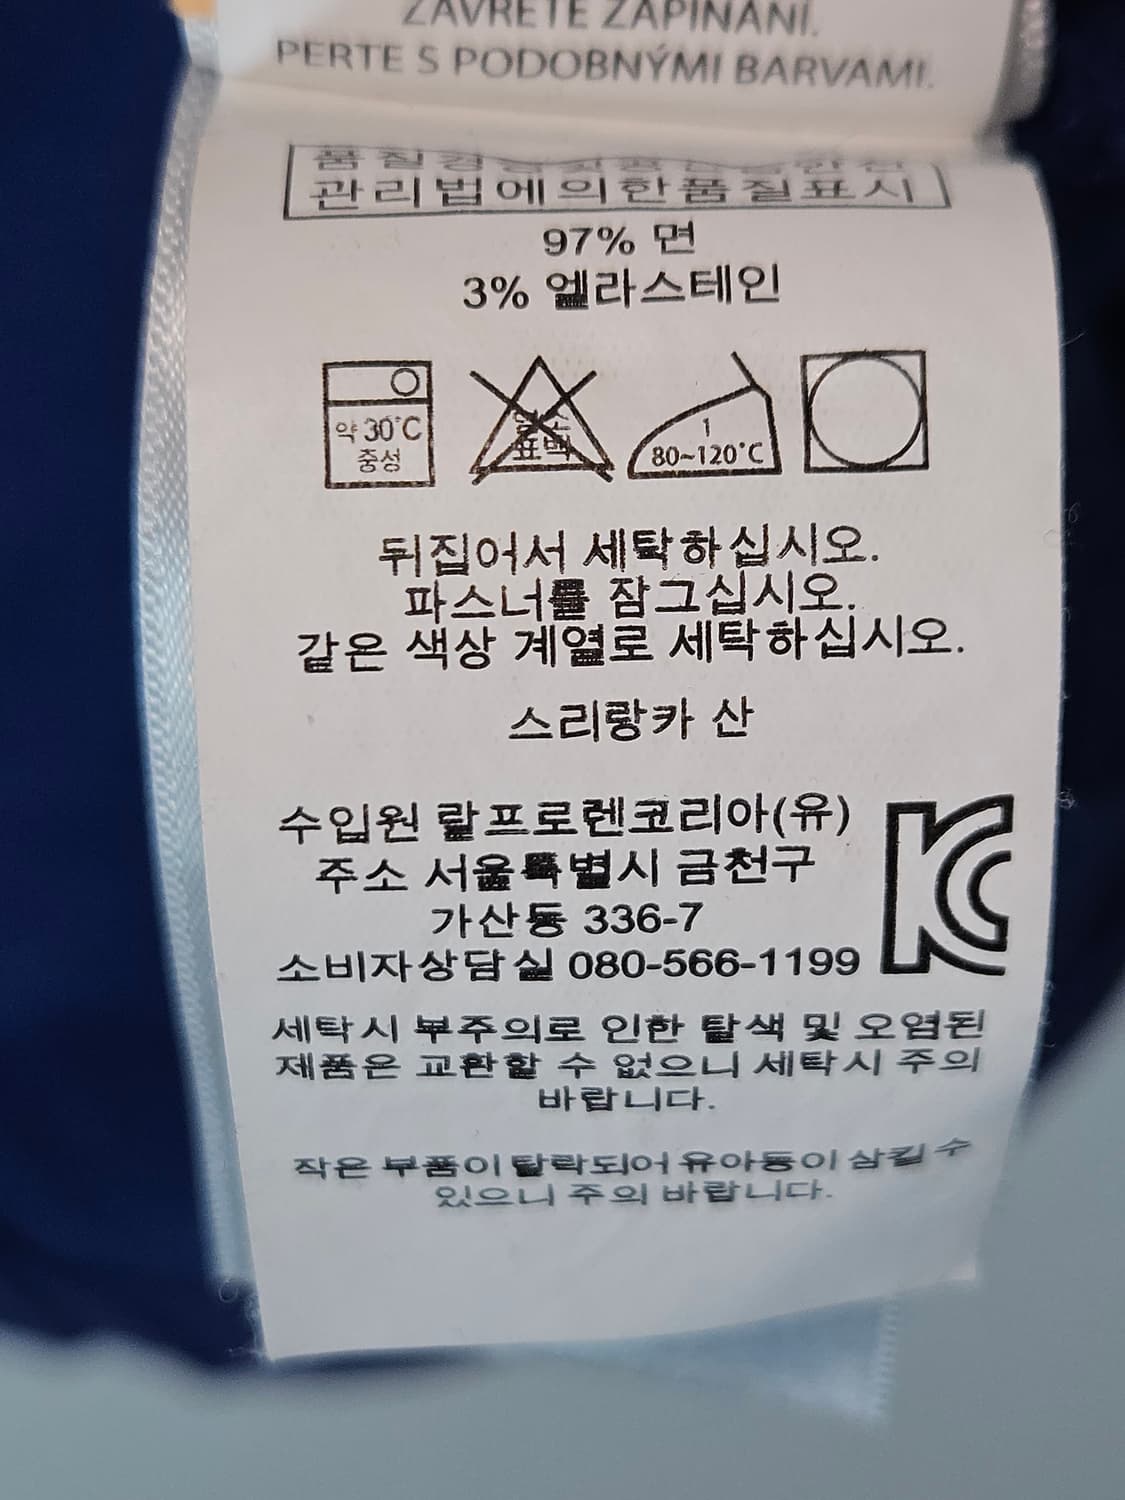 ZAVŘETE ZAPÍNÁNÍ.
PERTE S PODOBNÝMI BARVAMI.
품질경
관리법에의한품질표시
97% 면
3% 엘라스테인
약 30°C
중성
염소
표백
1
80~120°C
뒤집어서 세탁하십시오.
파스너를 잠그십시오.
같은 색상 계열로 세탁하십시오.
스리랑카 산
수입원 랄프로렌코리아(유)
주소 서울특별시 금천구
가산동 336-7
소비자상담실 080-566-1199
세탁시 부주의로 인한 탈색 및 오염된
제품은 교환할 수 없으니 세탁시 주의
바랍니다.
작은 부품이 탈락되어 유아동이 삼킬 수
있으니 주의 바랍니다.